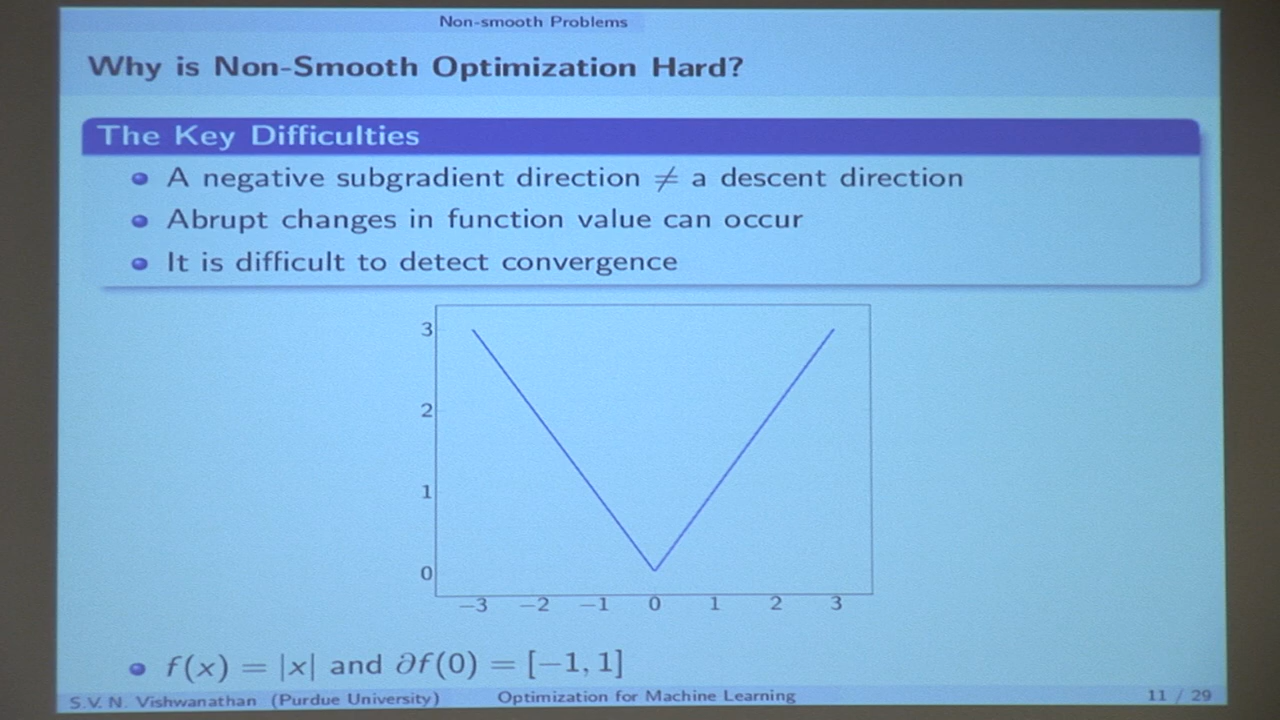 Non-smooth Problems
Why is Non-Smooth Optimization Hard?
The Key Difficulties
A negative subgradient direction ≠ a descent direction
Abrupt changes in function value can occur
It is difficult to detect convergence
3
2
1
0
−3 −2 −1 0 1 2 3
f(x) = |x| and ∂f(0) = [−1, 1]
S.V. N. Vishwanathan (Purdue University) Optimization for Machine Learning 11 / 29